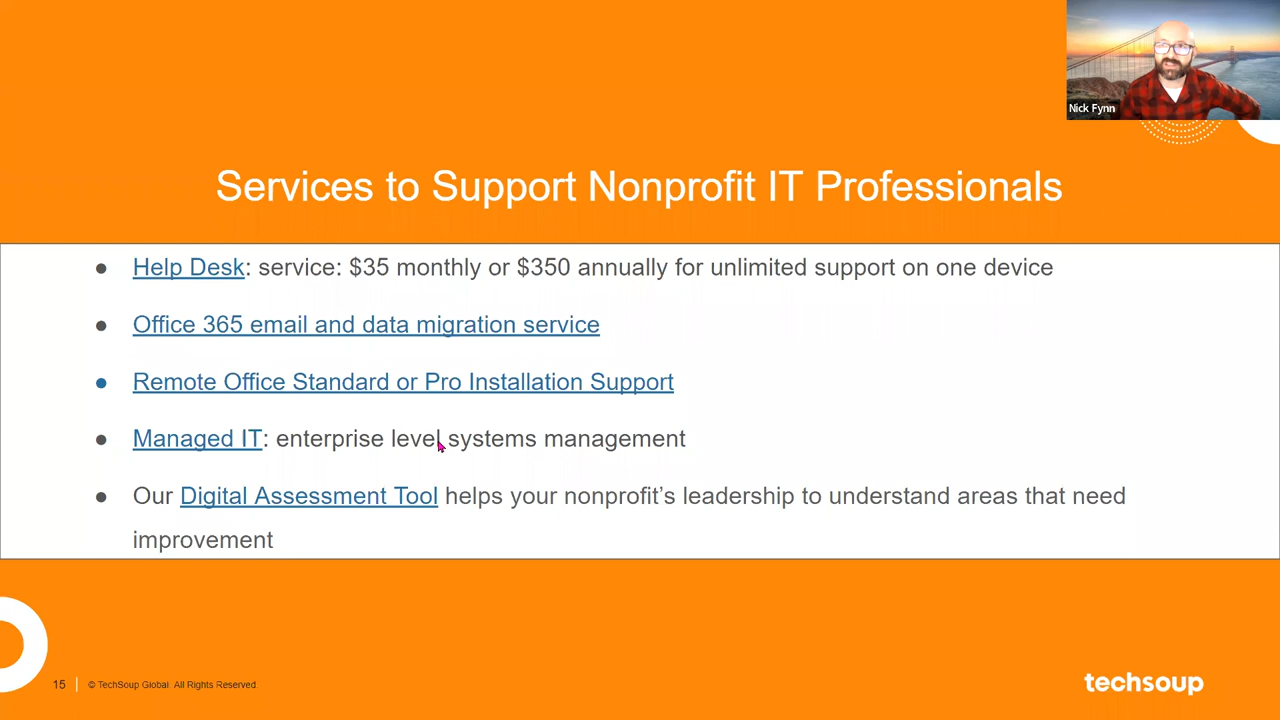 Nick Fynn
Services to Support Nonprofit IT Professionals
● Help Desk: service: $35 monthly or $350 annually for unlimited support on one device
● Office 365 email and data migration service
● Remote Office Standard or Pro Installation Support
● Managed IT: enterprise level systems management
● Our Digital Assessment Tool helps your nonprofit’s leadership to understand areas that need
improvement
15 | © TechSoup Global. All Rights Reserved.
techsoup